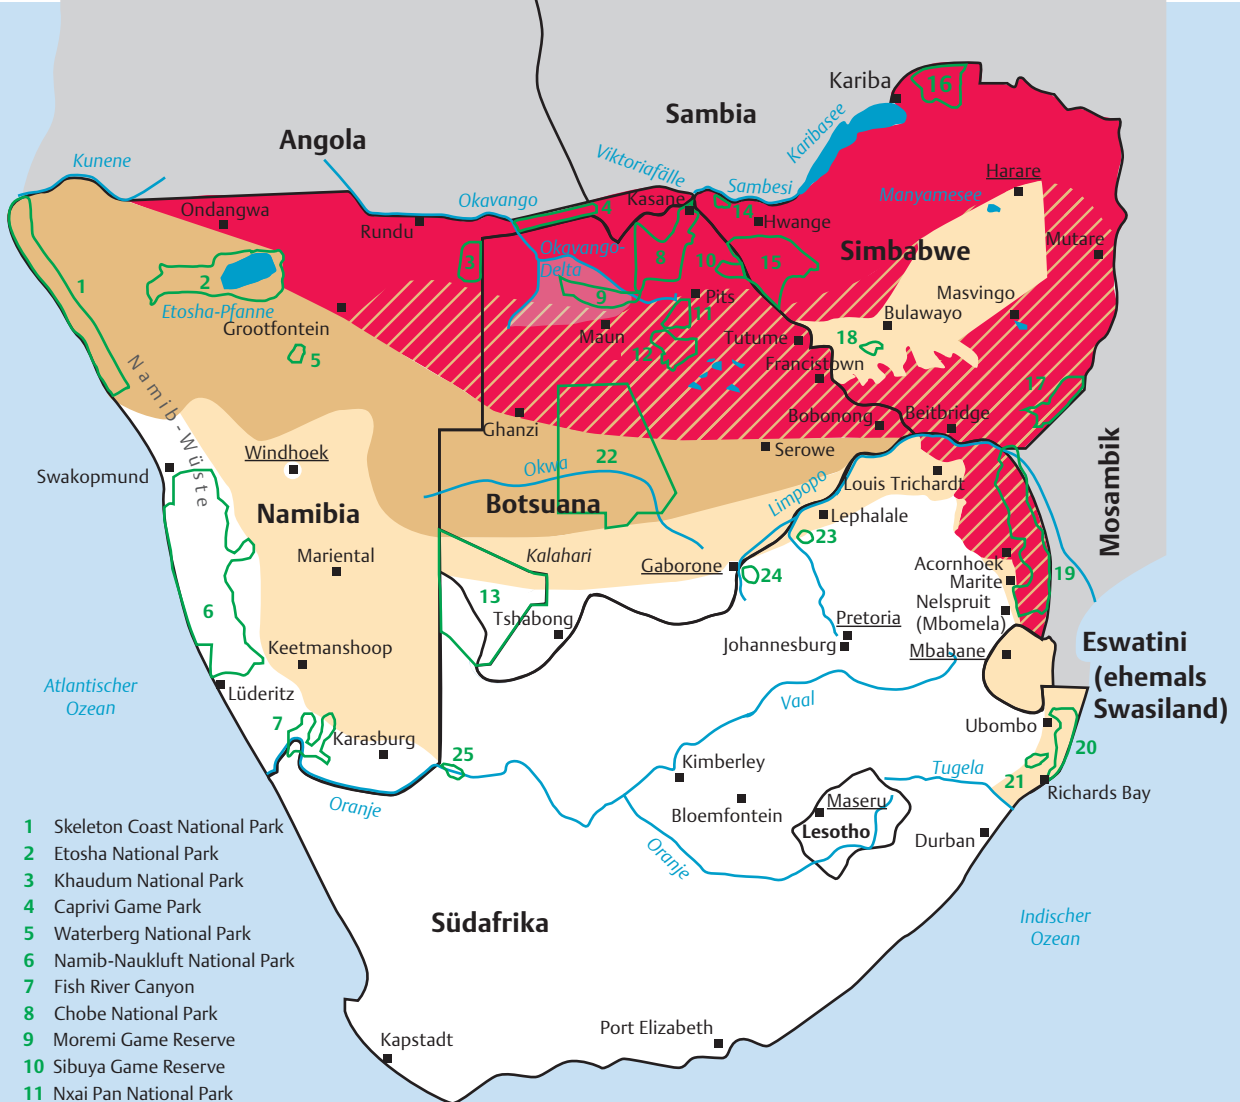 Kariba
16
Sambia
Karibasee
Angola
Kunene
Viktoriafälle
Sambesi
Harare
Manyamesee
Okavango
Kasane
Ondangwa
4
14
Hwange
Rundu
Mutare
Simbabwe
Okavango-
Delta
3
8
10
15
1
2
9
Pits
Masvingo
Etosha-Pfanne
11
Bulawayo
Grootfontein
Maun
Tutume
18
5
12
Francistown
17
Namib-Wüste
Bobonong
Beitbridge
Ghanzi
Serowe
Windhoek
22
Okwa
Swakopmund
Louis Trichardt
Limpopo
Mosambik
Botsuana
Namibia
Lephalale
23
Mariental
Kalahari
Gaborone
24
Acornhoek
19
Marite
13
6
Nelspruit
(Mbomela)
Tshabong
Pretoria
Johannesburg
Mbabane
Eswatini
(ehemals
Swasiland)
Keetmanshoop
Atlantischer
Ozean
Lüderitz
Vaal
7
Ubombo
Karasburg
20
25
Kimberley
Tugela
21
Richards Bay
Oranje
Maseru
Bloemfontein
Lesotho
Durban
Oranje
Südafrika
Indischer
Ozean
Kapstadt
Port Elizabeth
1 Skeleton Coast National Park
2 Etosha National Park
3 Khaudum National Park
4 Caprivi Game Park
5 Waterberg National Park
6 Namib-Naukluft National Park
7 Fish River Canyon
8 Chobe National Park
9 Moremi Game Reserve
10 Sibuya Game Reserve
11 Nxai Pan National Park